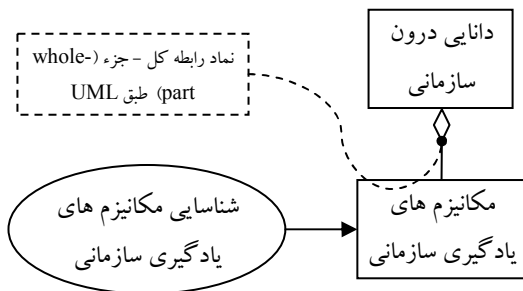 نماد رابطه کل – جزء (whole-
part) طبق UML
دانایی درون
سازمانی
شناسایی مکانیزم های
یادگیری سازمانی
مکانیزم های
یادگیری سازمانی